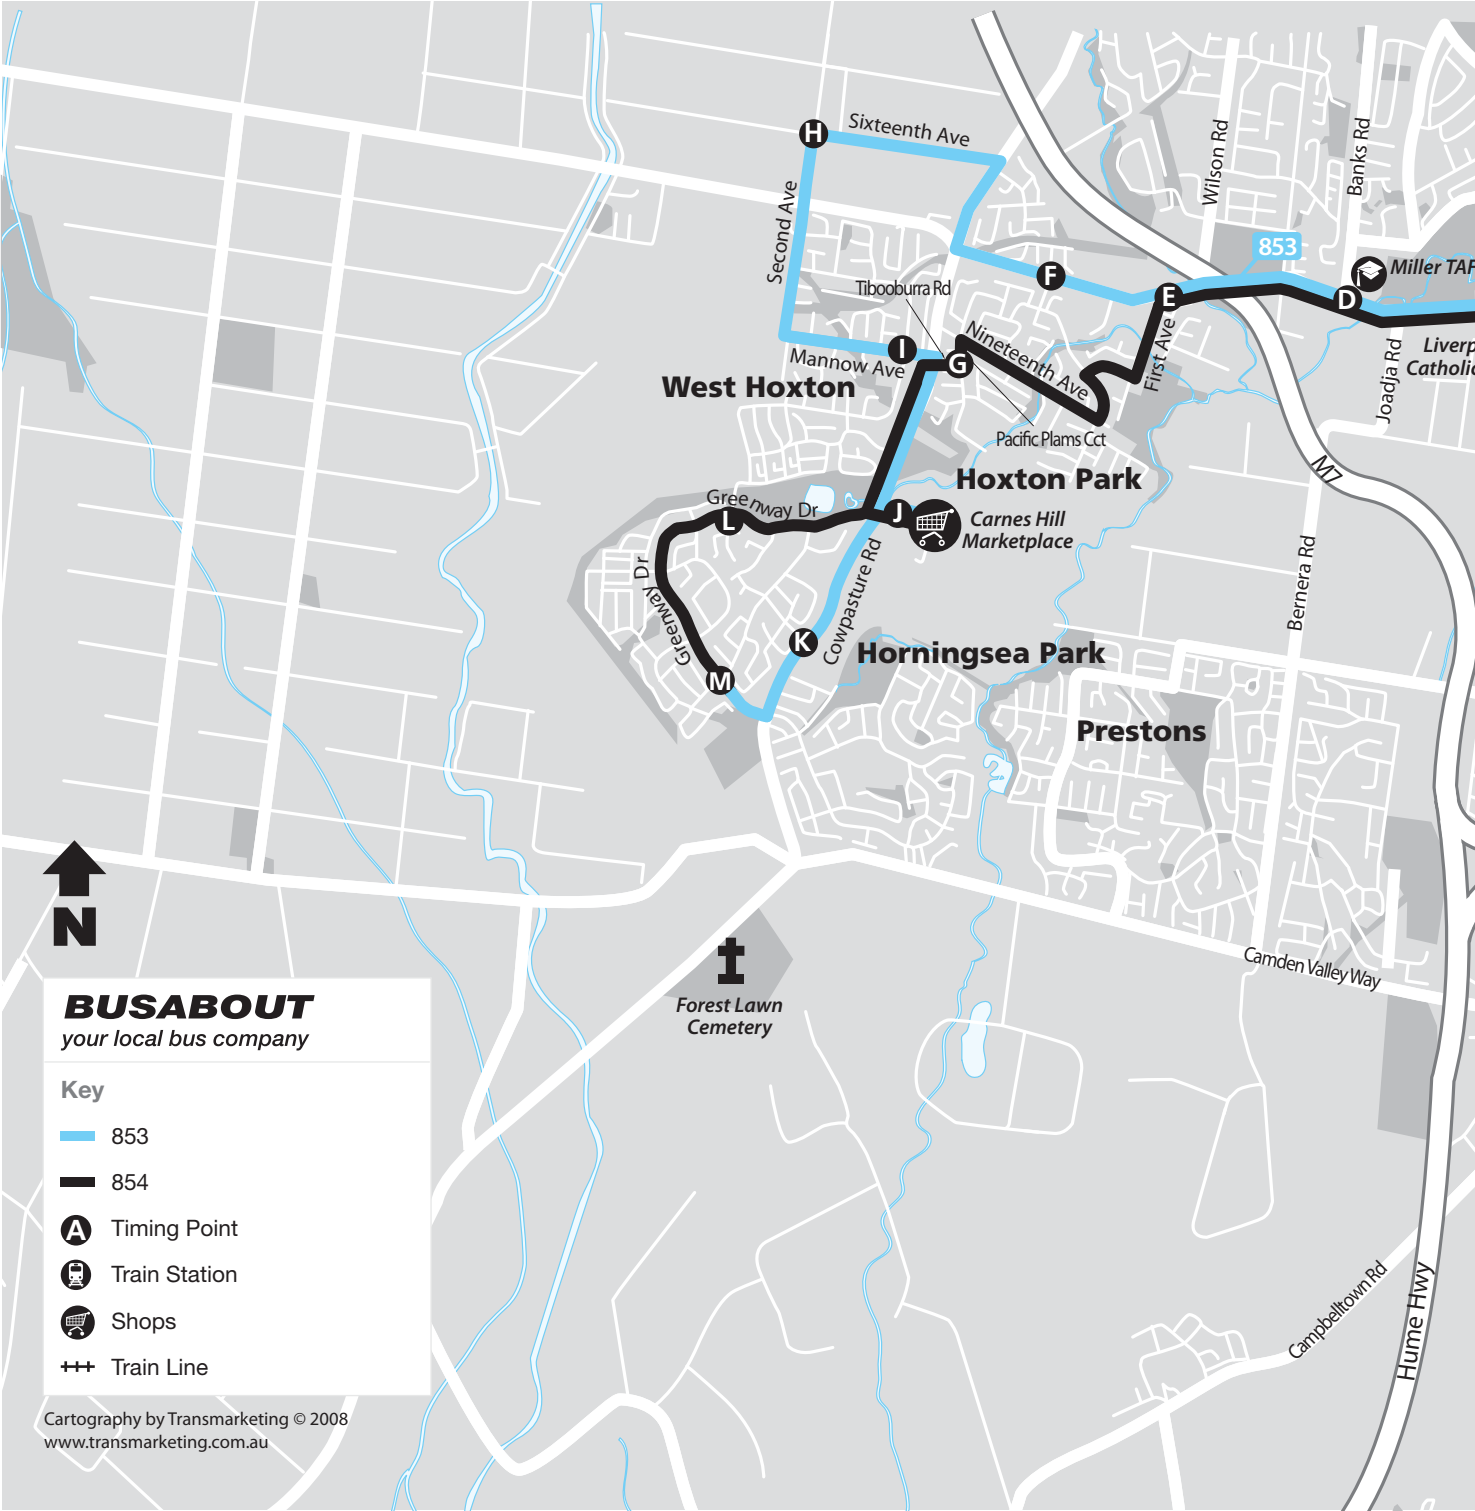 H
Sixteenth Ave
Second Ave
Wilson Rd
Banks Rd
853
F
E
D
Miller TAF
Tibooburra Rd
Nineteenth Ave
First Ave
I
G
Mannow Ave
Liverp
Catholic
Joadja Rd
West Hoxton
Pacific Plams Cct
M7
Hoxton Park
Greenway Dr
L
J
Carnes Hill
Marketplace
Greenway Dr
Cowpasture Rd
Bernera Rd
K
Horningsea Park
M
Prestons
N
Camden Valley Way
Forest Lawn
Cemetery
BUSABOUT
your local bus company
Key
853
854
A Timing Point
Train Station
Shops
Train Line
Campbelltown Rd
Hume Hwy
Cartography by Transmarketing © 2008
www.transmarketing.com.au